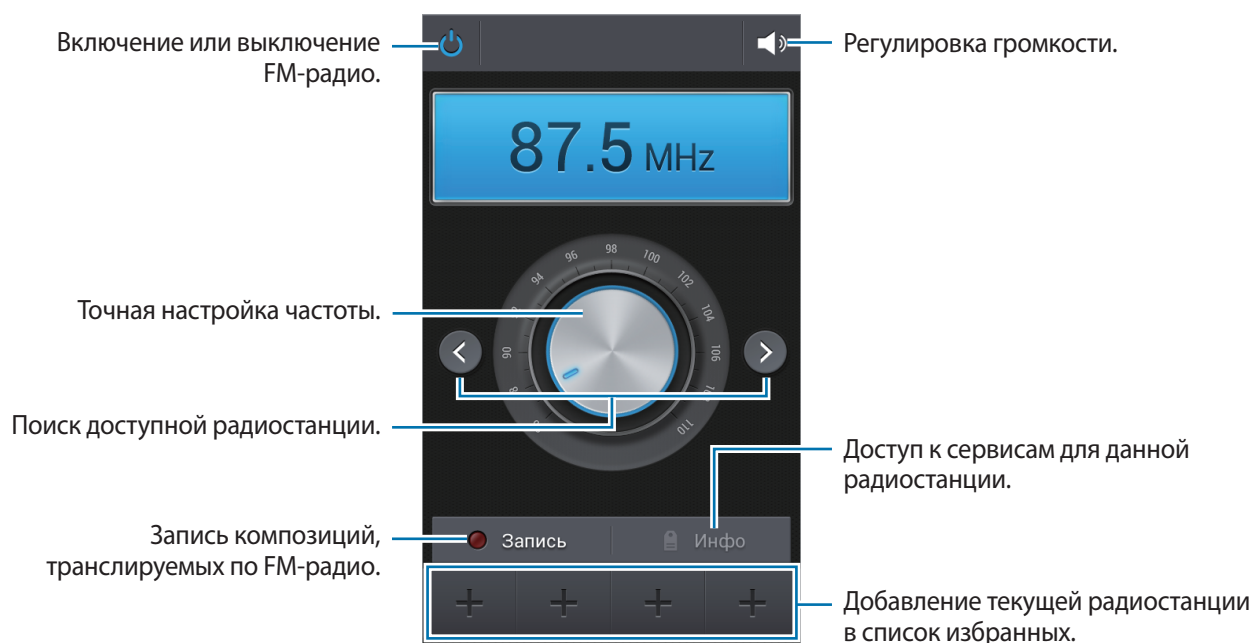 Включение или выключение
FM-радио.
Регулировка громкости.
87.5 MHz
90
94
96
98
100
102
104
106
110
Точная настройка частоты.
Поиск доступной радиостанции.
Доступ к сервисам для данной
радиостанции.
Запись композиций,
транслируемых по FM-радио.
Запись
Инфо
Добавление текущей радиостанции
в список избранных.